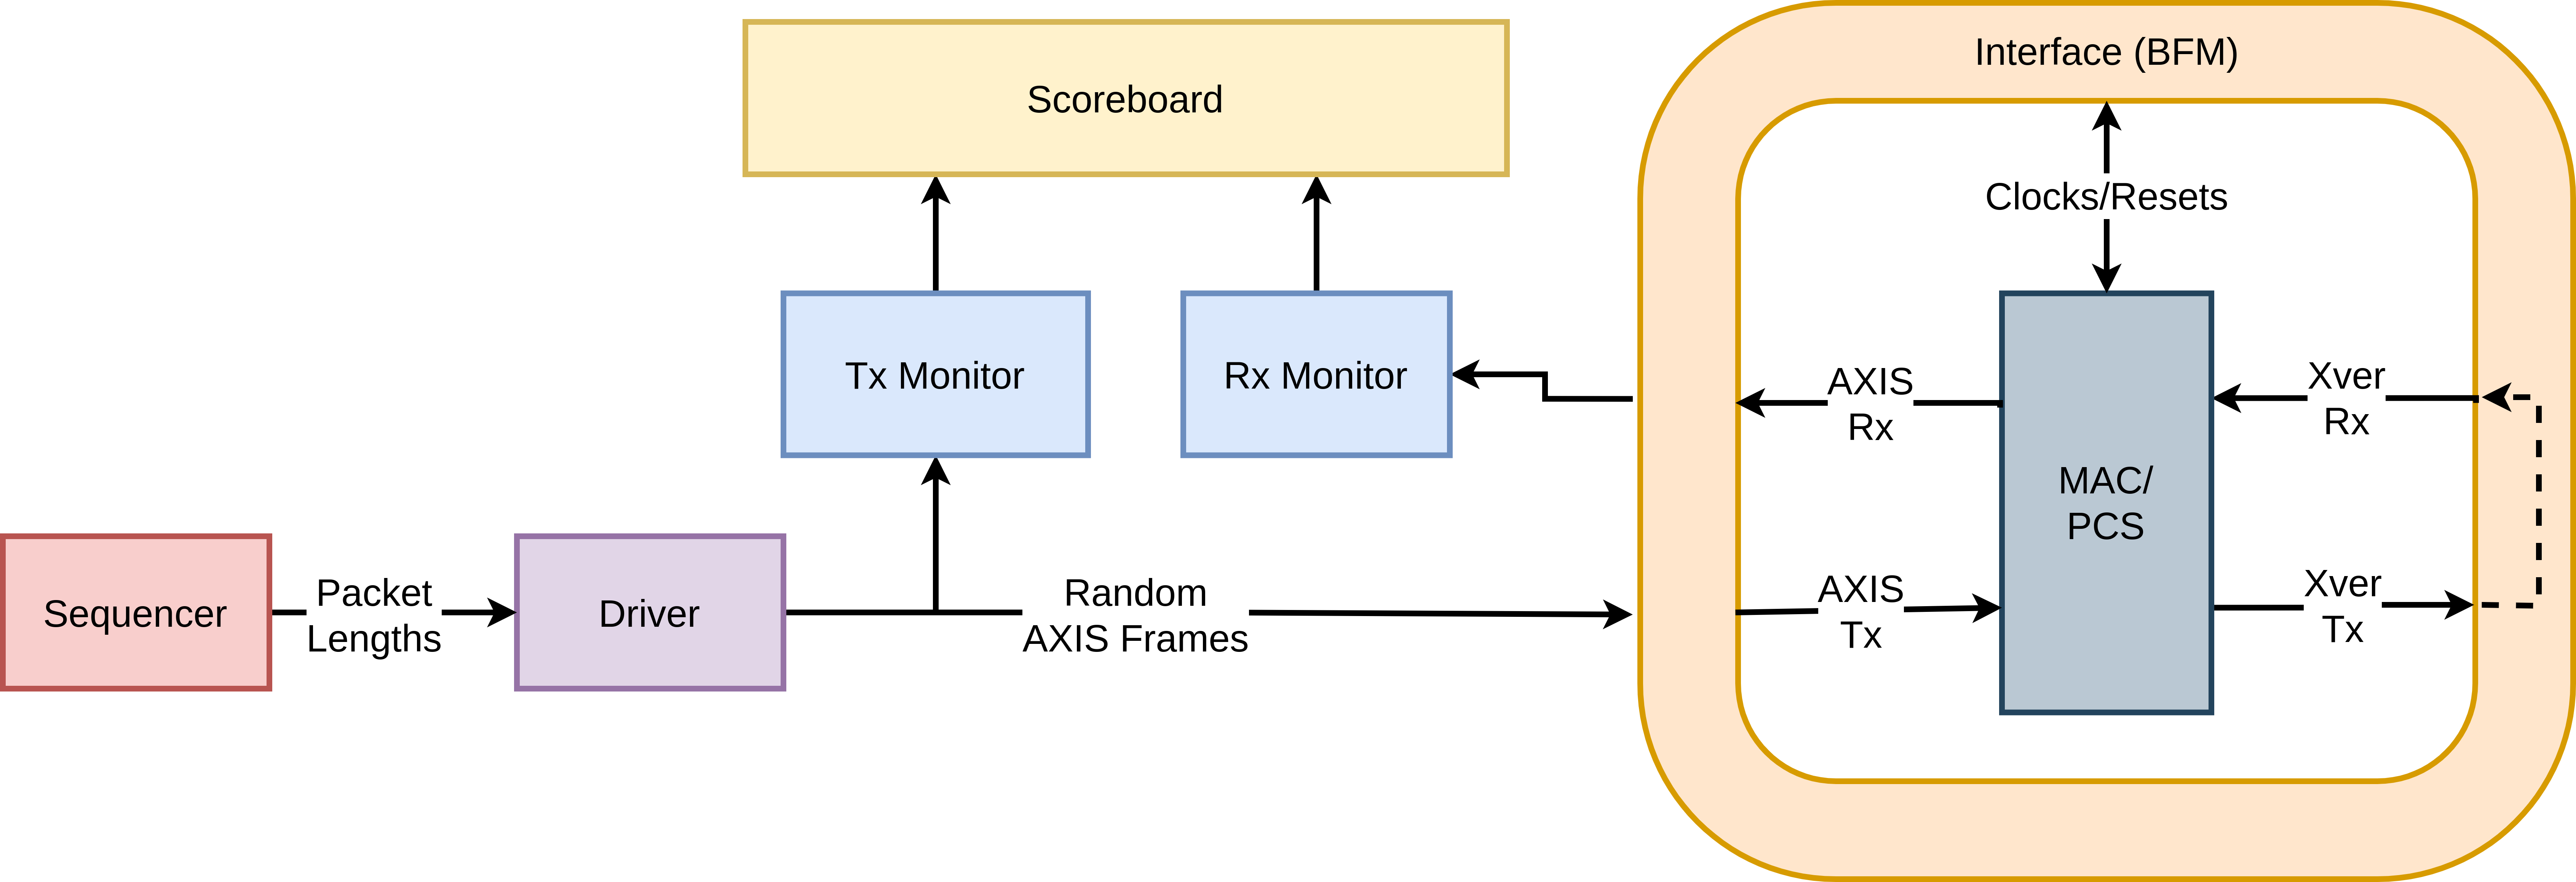 Interface (BFM)
Scoreboard
Clocks/Resets
Tx Monitor
Rx Monitor
AXIS
Rx
Xver
Rx
MAC/
PCS
Sequencer
Packet
Lengths
Driver
Random
AXIS Frames
AXIS
Tx
Xver
Tx